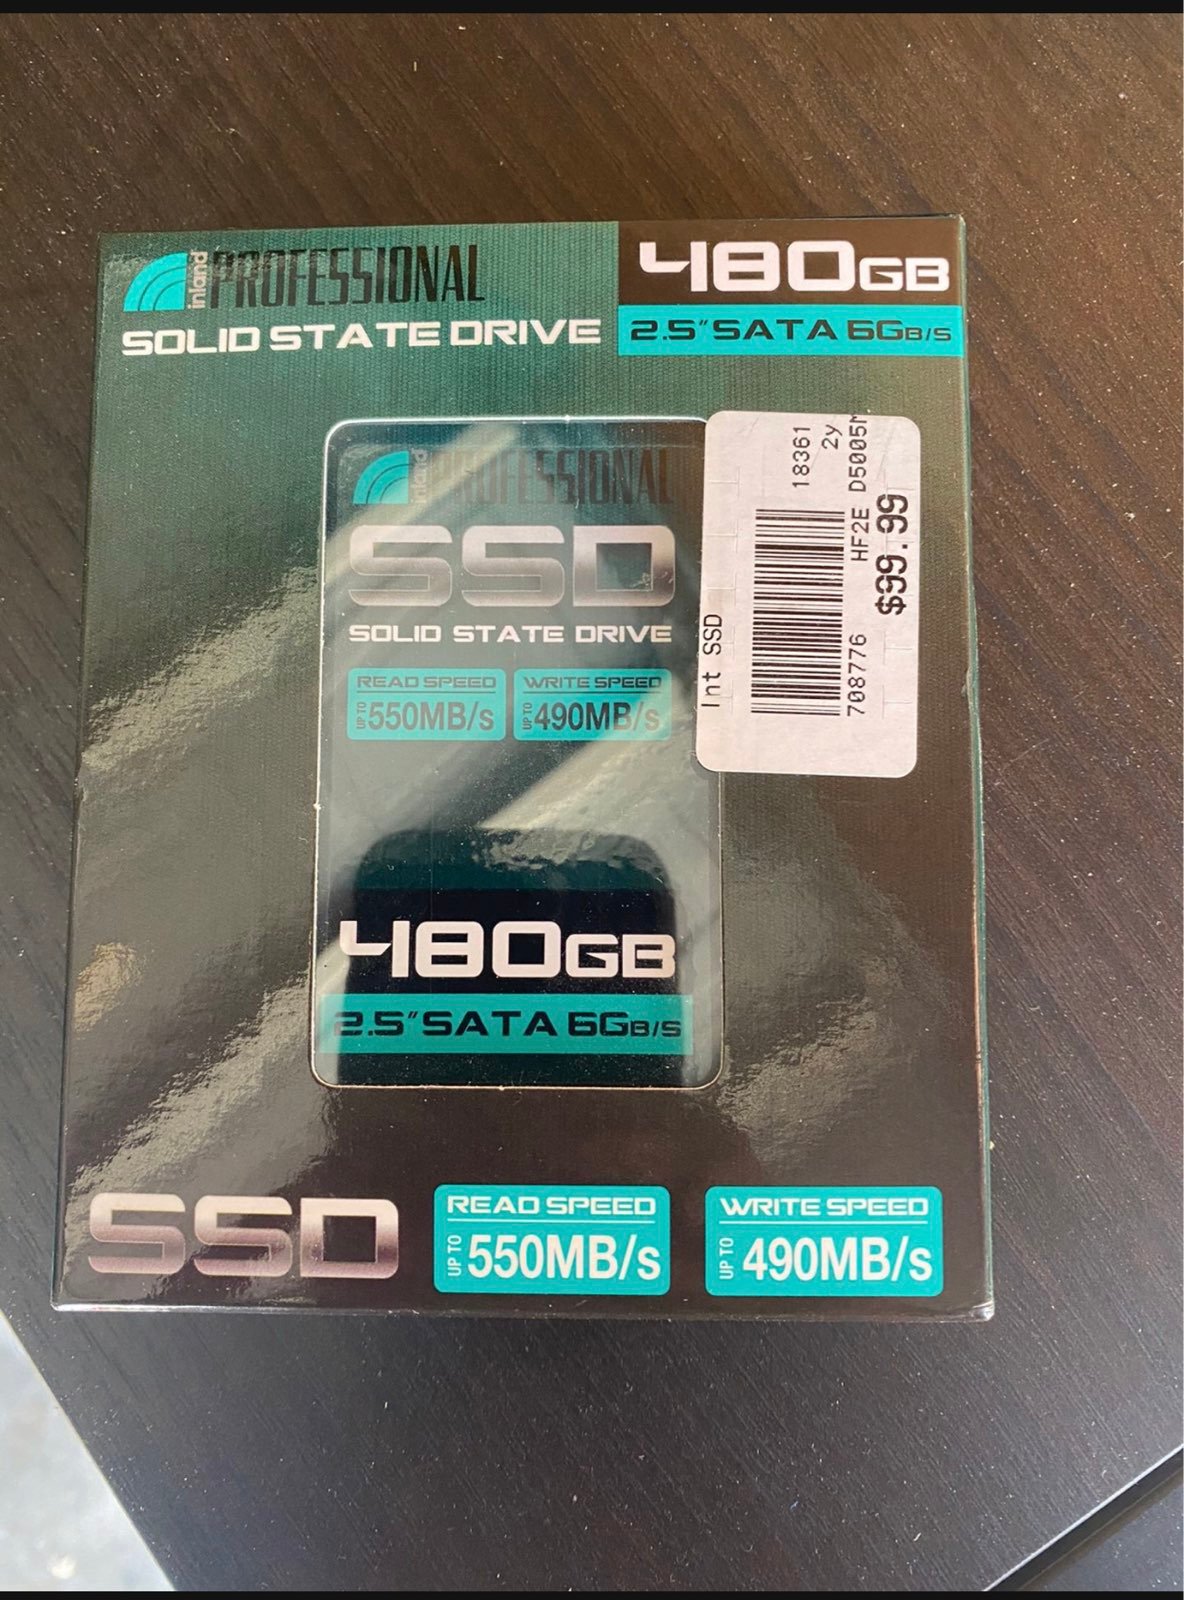 inland PROFESSIONAL
SOLID STATE DRIVE
480GB
2.5" SATA 6GB/S
inland PROFESSIONAL
SSD
SOLID STATE DRIVE
READ SPEED
UP TO 550MB/s
WRITE SPEED
UP TO 490MB/s
480GB
2.5" SATA 6GB/S
Int SSD
18361
2y
708776 HF2E D5005M
$99.99
SSD
READ SPEED
UP TO 550MB/s
WRITE SPEED
UP TO 490MB/s